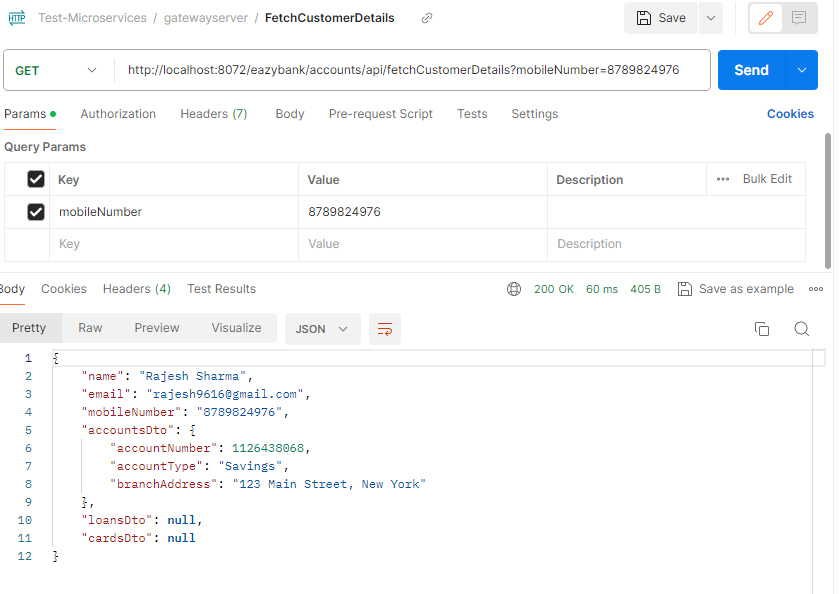 HTTP Test-Microservices / gatewayserver / FetchCustomerDetails Save
GET http://localhost:8072/eazybank/accounts/api/fetchCustomerDetails?mobileNumber=8789824976 Send
Params Authorization Headers (7) Body Pre-request Script Tests Settings Cookies
Query Params
Key Value Description Bulk Edit
mobileNumber 8789824976
Key Value Description
Body Cookies Headers (4) Test Results 200 OK 60 ms 405 B Save as example
Pretty Raw Preview Visualize JSON
1 {
2 "name": "Rajesh Sharma",
3 "email": "rajesh9616@gmail.com",
4 "mobileNumber": "8789824976",
5 "accountsDto": {
6 "accountNumber": 1126438068,
7 "accountType": "Savings",
8 "branchAddress": "123 Main Street, New York"
9 },
10 "loansDto": null,
11 "cardsDto": null
12 }